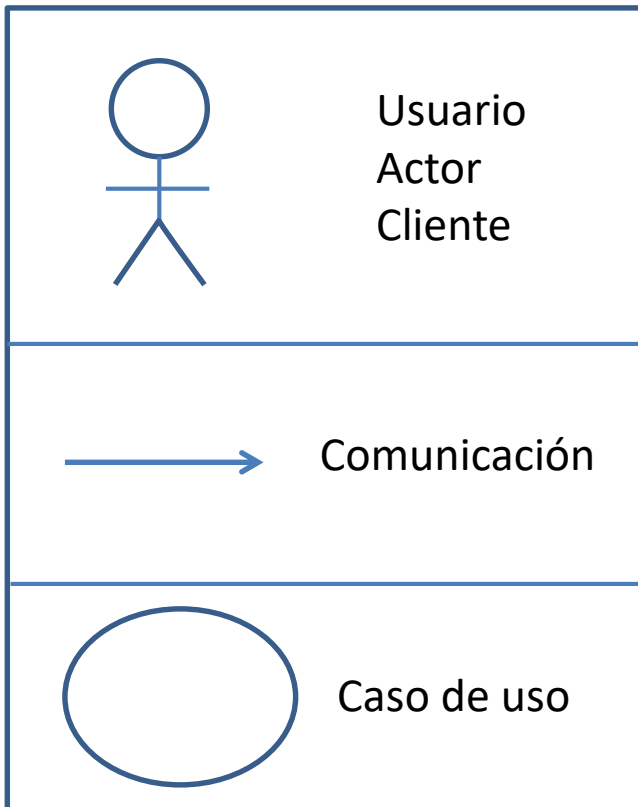 Usuario
Actor
Cliente
Comunicación
Caso de uso